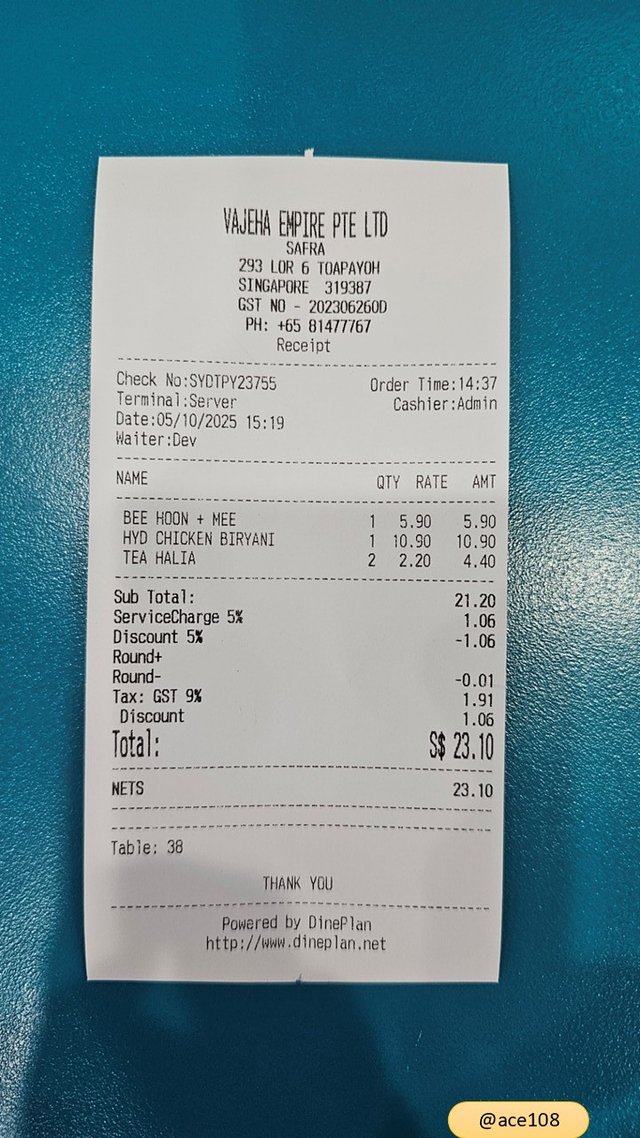 VAJEHA EMPIRE PTE LTD
SAFRA
293 LOR 6 TOAPAYOH
SINGAPORE 319387
GST NO - 202306260D
PH: +65 81477767
Receipt
Check No:SYDTPY23755 Order Time:14:37
Terminal:Server Cashier:Admin
Date:05/10/2025 15:19
Waiter:Dev
NAME QTY RATE AMT
BEE HOON + MEE 1 5.90 5.90
HYD CHICKEN BIRYANI 1 10.90 10.90
TEA HALIA 2 2.20 4.40
Sub Total: 21.20
ServiceCharge 5% 1.06
Discount 5% -1.06
Round+
Round- -0.01
Tax: GST 9% 1.91
Discount 1.06
Total: S$ 23.10
NETS 23.10
Table: 38
THANK YOU
Powered by DinePlan
http://www.dineplan.net
@ace108